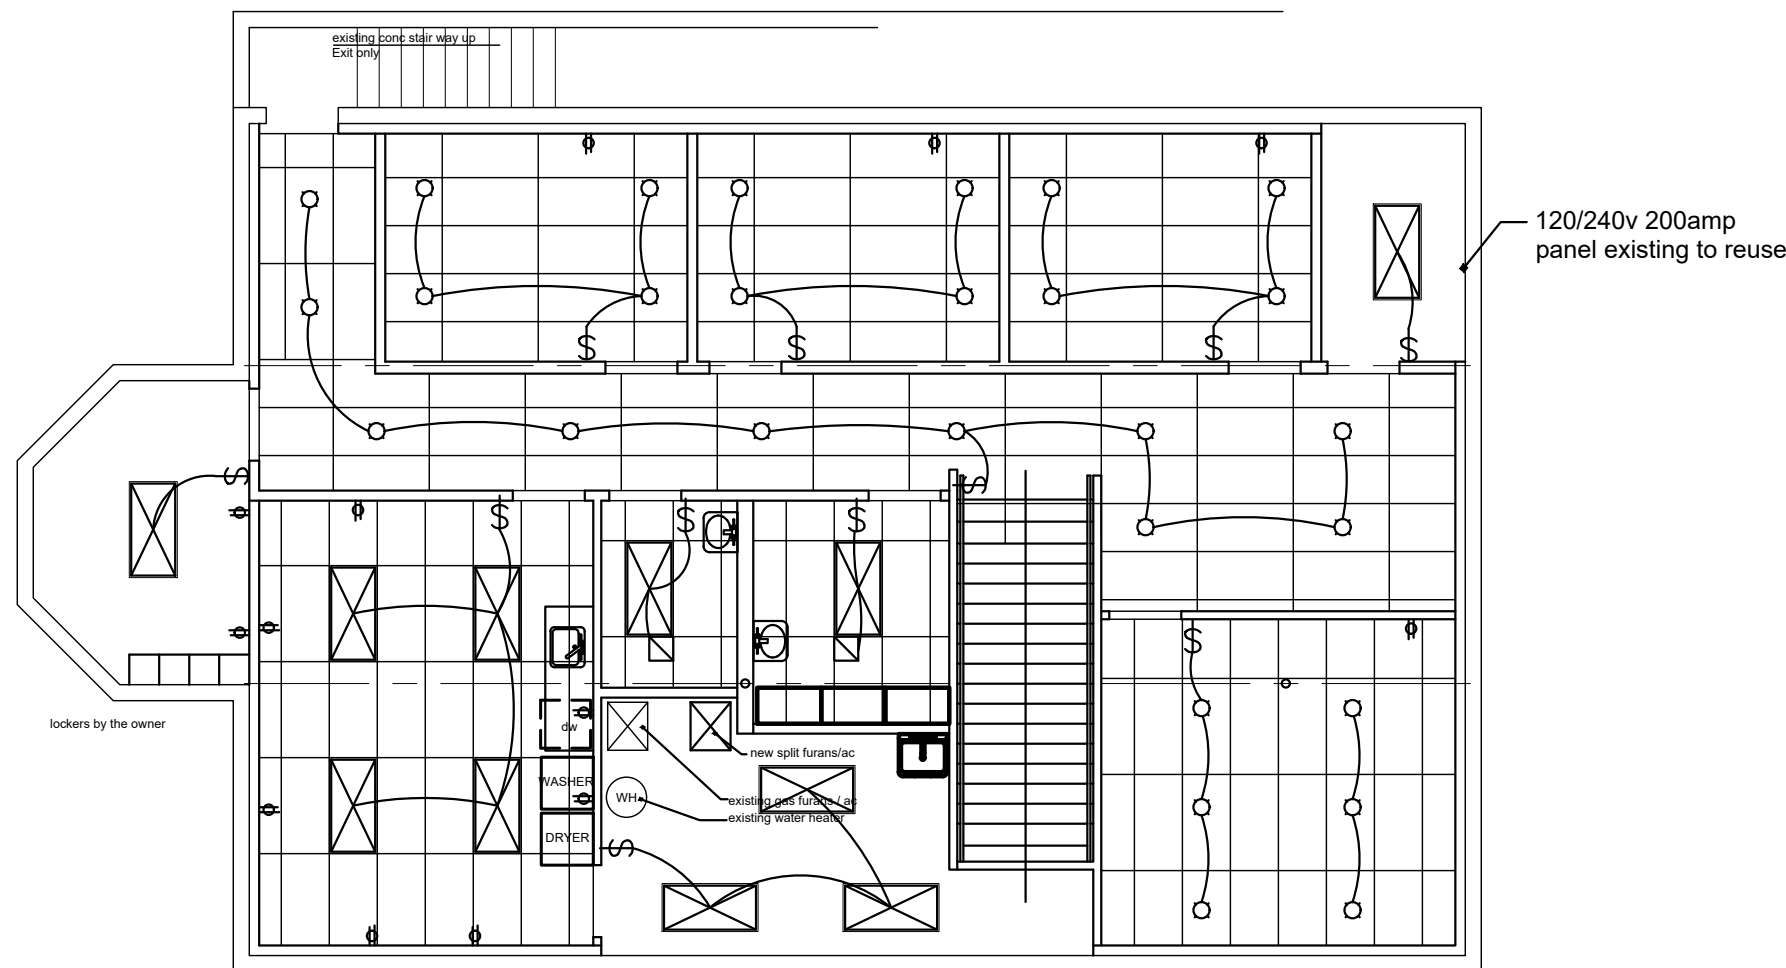 existing conc stair way up
Exit only
120/240v 200amp
panel existing to reuse
$
$
$
$
$
$
$
$
$
$
lockers by the owner
dw
new split furans/ac
WASHER
WH
existing gas furans / ac
existing water heater
DRYER
$